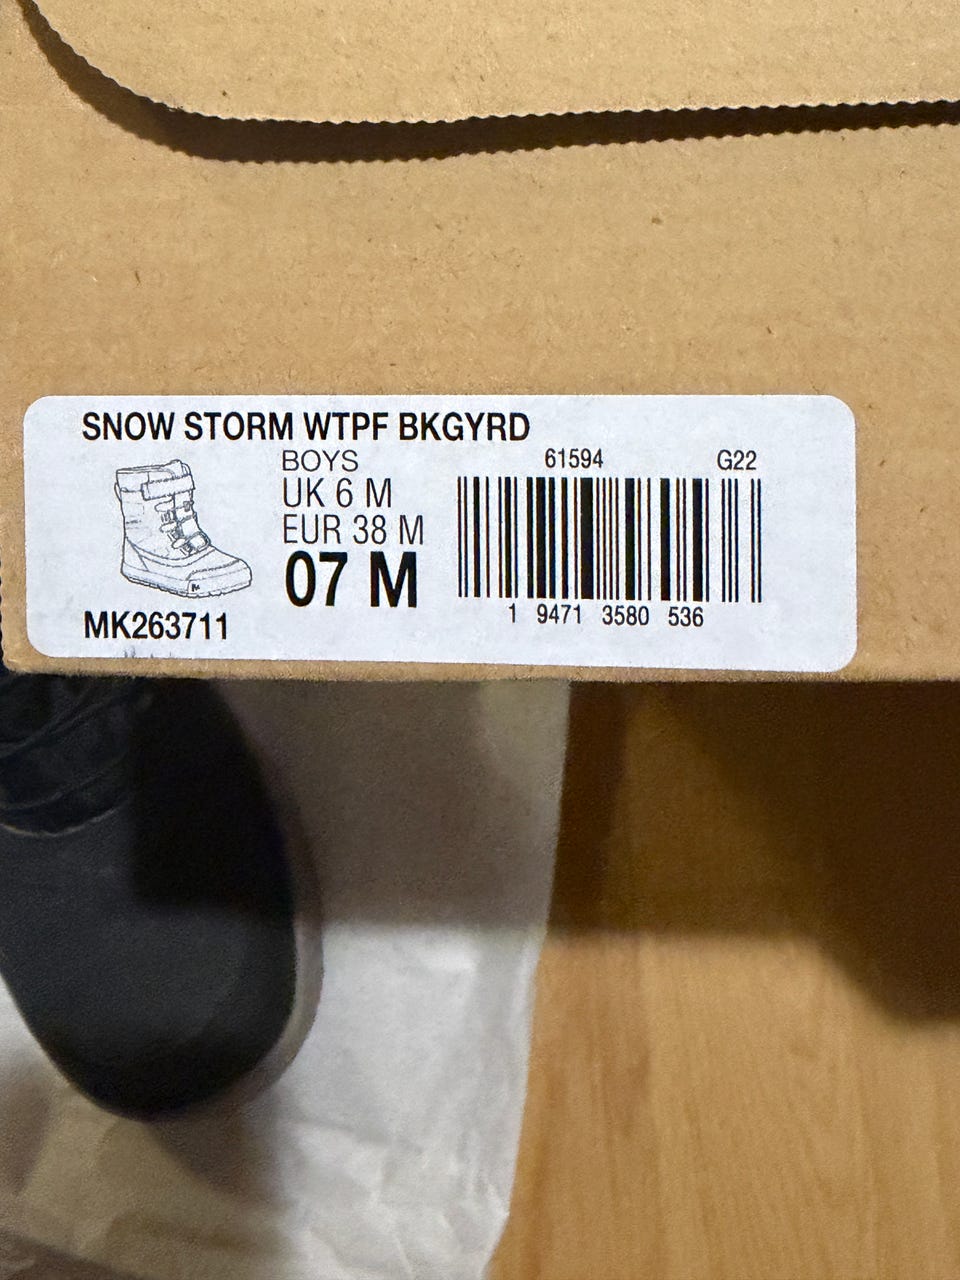 SNOW STORM WTPF BKGYRD
BOYS
UK 6 M
EUR 38 M
07 M
MK263711
61594 G22
1 9471 3580 536